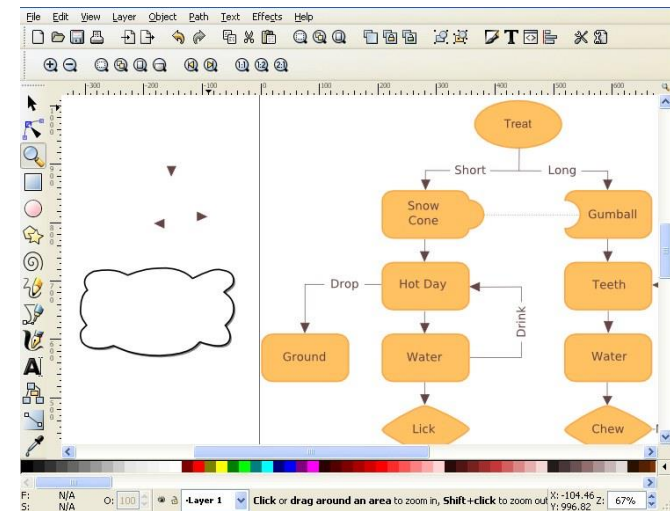 File Edit View Layer Object Path Text Effects Help
Treat
Short Long
Snow
Cone
Gumball
Drop
Hot Day
Teeth
Drink
Ground
Water
Water
Lick
Chew
F: N/A
S: N/A
O: 100
Layer 1
Click or drag around an area to zoom in, Shift+click to zoom out
X: -104.46
Y: 996.82
Z: 67%